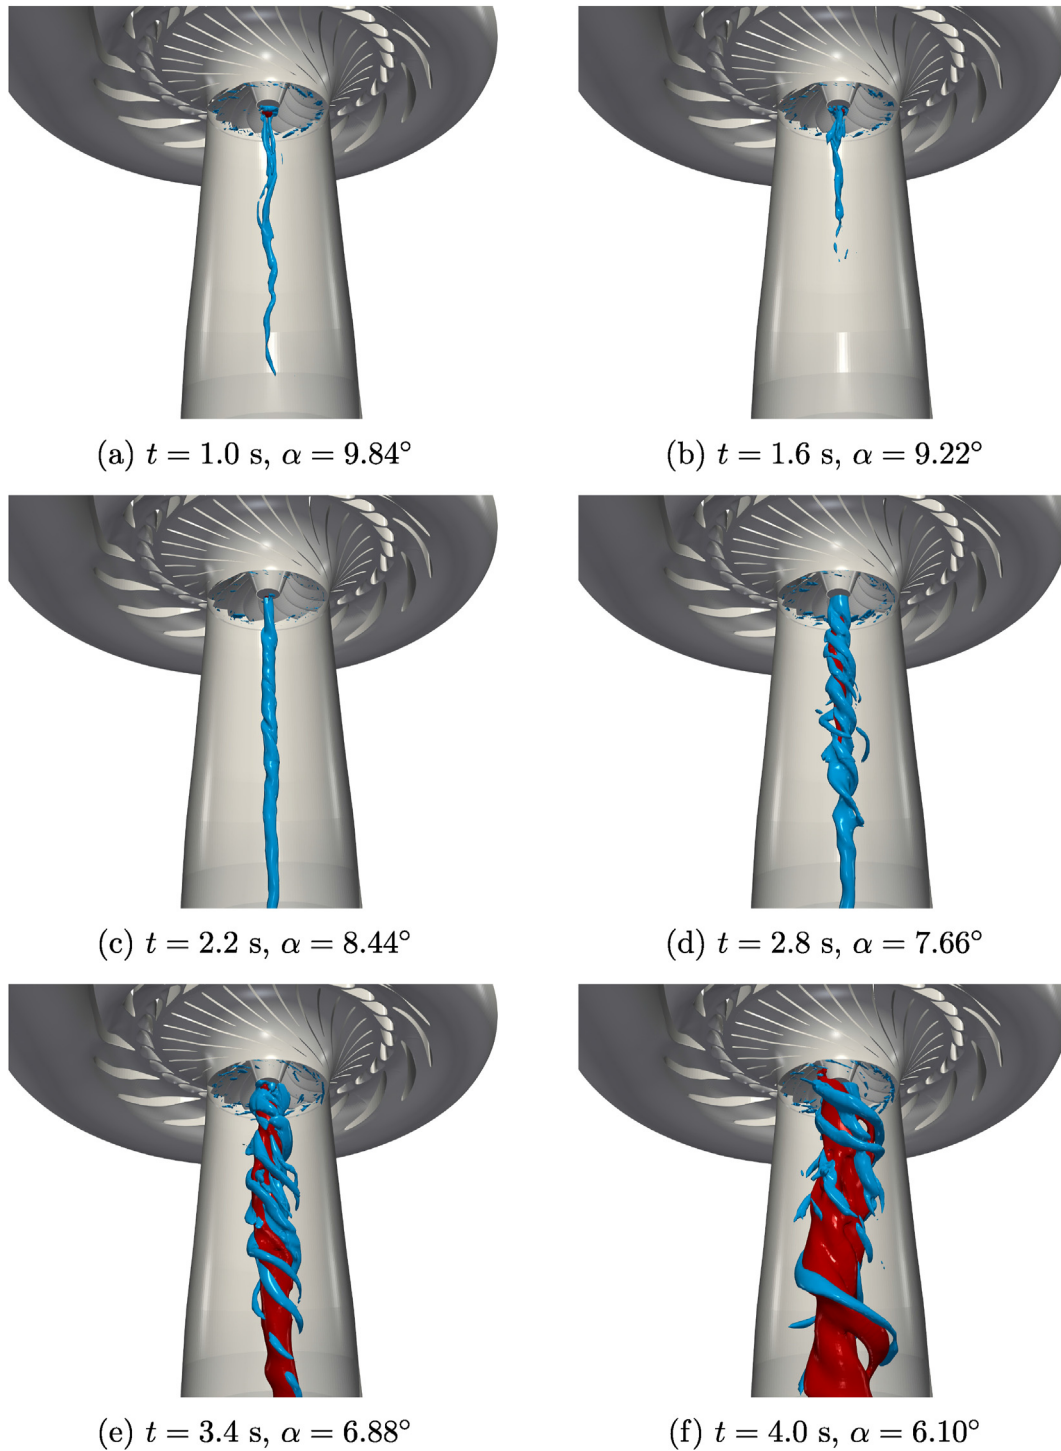 (a) t = 1.0 s, α = 9.84°
(b) t = 1.6 s, α = 9.22°
(c) t = 2.2 s, α = 8.44°
(d) t = 2.8 s, α = 7.66°
(e) t = 3.4 s, α = 6.88°
(f) t = 4.0 s, α = 6.10°